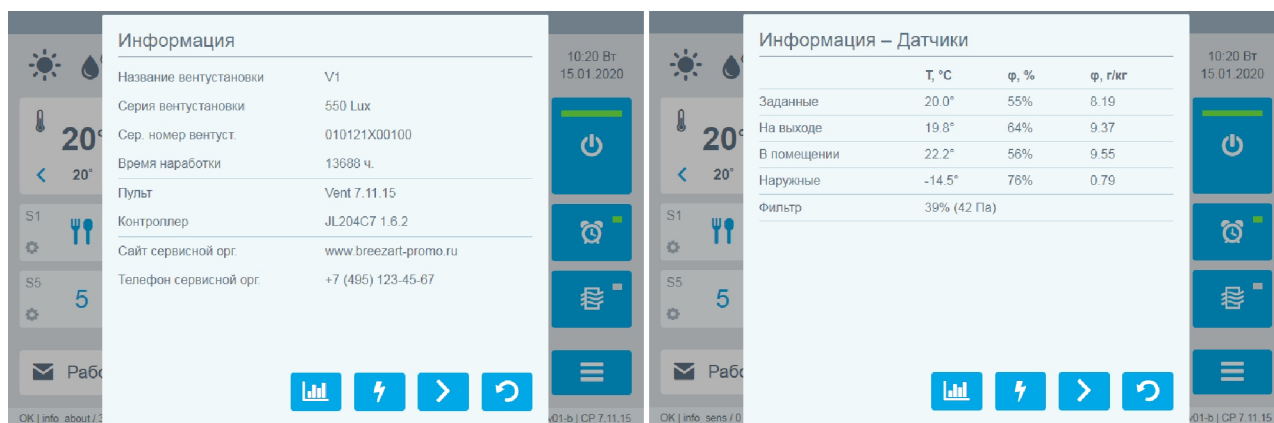 Информация
Название вентустановки V1
Серия вентустановки 550 Lux
Сер. номер вентуст. 010121X00100
Время наработки 13688 ч.
Пульт Vent 7.11.15
Контроллер JL204C7 1.6.2
Сайт сервисной орг. www.breezart-promo.ru
Телефон сервисной орг. +7 (495) 123-45-67
10:20 Вт
15.01.2020
20°
20°
S1
S5
5
OK | info_about /
v01-b | CP 7.11.15
Информация – Датчики
T, °C φ, % φ, г/кг
Заданные 20.0° 55% 8.19
На выходе 19.8° 64% 9.37
В помещении 22.2° 56% 9.55
Наружные -14.5° 76% 0.79
Фильтр 39% (42 Па)
10:20 Вт
15.01.2020
20°
20°
S1
S5
5
OK | info_sens / 0
v01-b | CP 7.11.15